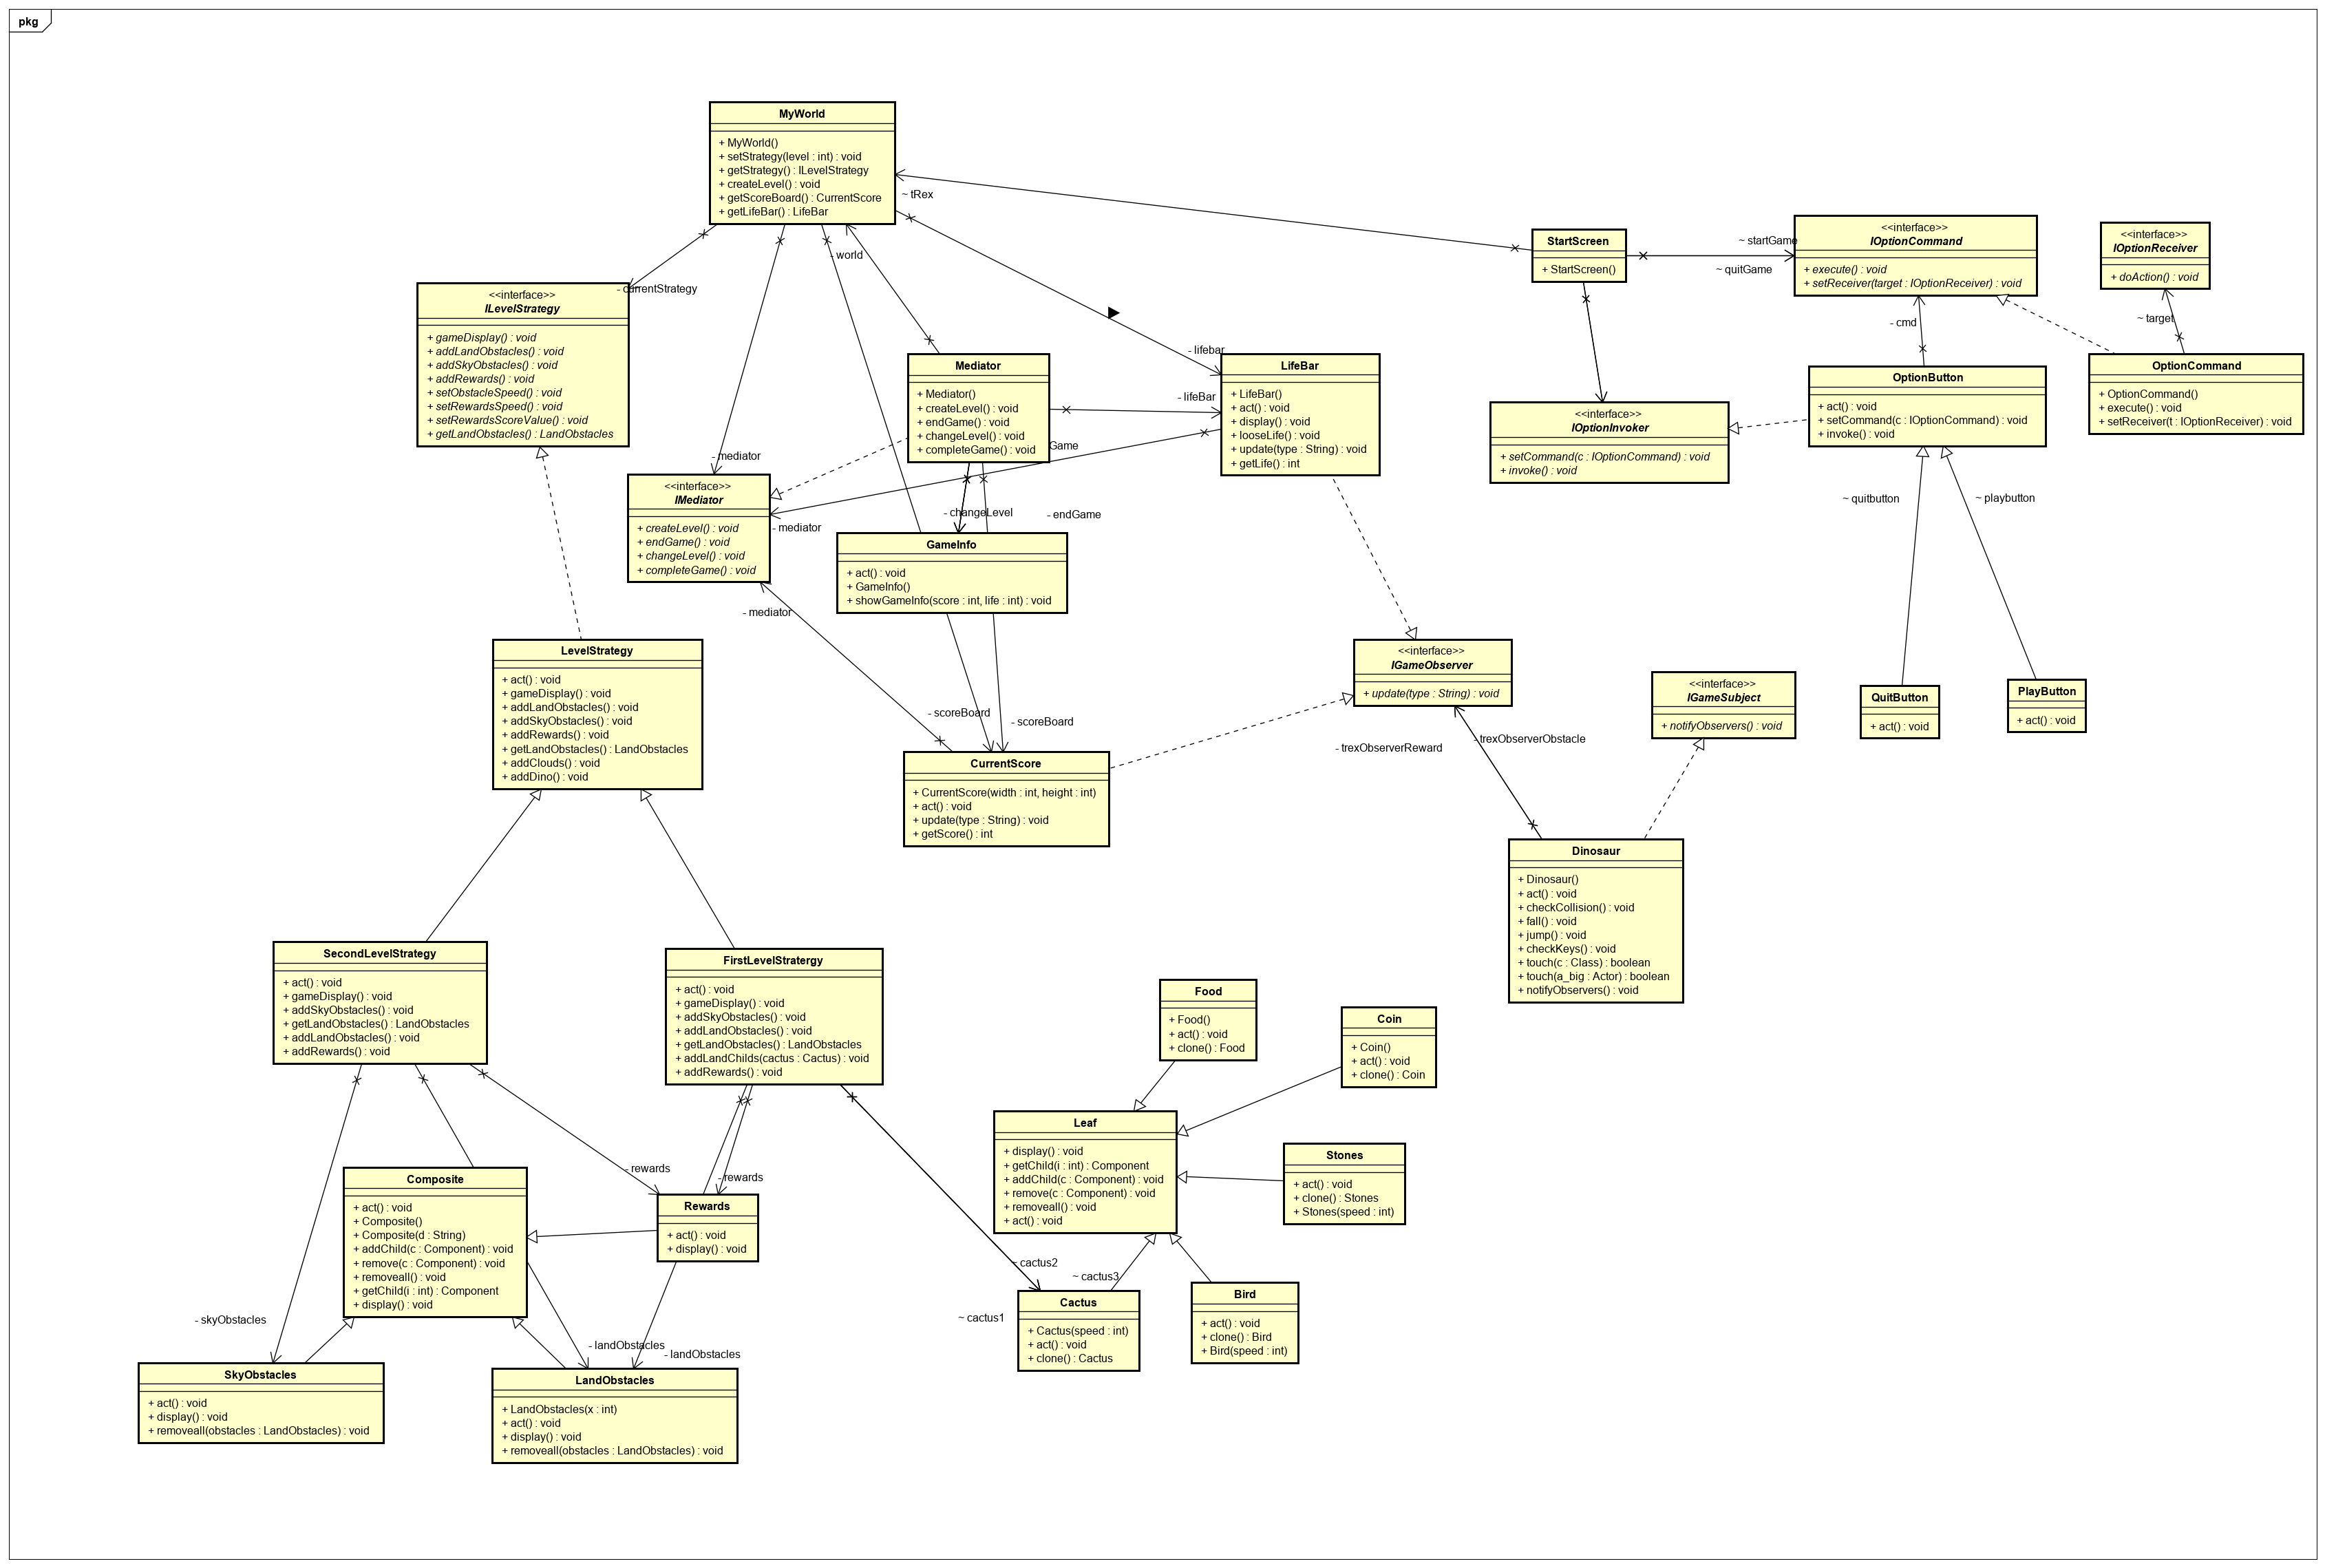 pkg
MyWorld
+ MyWorld()
+ setStrategy(level : int) : void
+ getStrategy() : ILevelStrategy
+ createLevel() : void
+ getScoreBoard() : CurrentScore
+ getLifeBar() : LifeBar
~ tRex
- world
- currentStrategy
<<interface>>
ILevelStrategy
+ gameDisplay() : void
+ addLandObstacles() : void
+ addSkyObstacles() : void
+ addRewards() : void
+ setObstacleSpeed() : void
+ setRewardsSpeed() : void
+ setRewardsScoreValue() : void
+ getLandObstacles() : LandObstacles
StartScreen
+ StartScreen()
~ startGame
~ quitGame
<<interface>>
IOptionCommand
+ execute() : void
+ setReceiver(target : IOptionReceiver) : void
<<interface>>
IOptionReceiver
+ doAction() : void
- cmd
~ target
OptionCommand
+ OptionCommand()
+ execute() : void
+ setReceiver(t : IOptionReceiver) : void
OptionButton
+ act() : void
+ setCommand(c : IOptionCommand) : void
+ invoke() : void
<<interface>>
IOptionInvoker
+ setCommand(c : IOptionCommand) : void
+ invoke() : void
~ quitbutton
~ playbutton
Mediator
+ Mediator()
+ createLevel() : void
+ endGame() : void
+ changeLevel() : void
+ completeGame() : void
- lifebar
- lifeBar
LifeBar
+ LifeBar()
+ act() : void
+ display() : void
+ looseLife() : void
+ update(type : String) : void
+ getLife() : int
Game
- mediator
<<interface>>
IMediator
+ createLevel() : void
+ endGame() : void
+ changeLevel() : void
+ completeGame() : void
- mediator
- mediator
- changeLevel
- endGame
GameInfo
+ act() : void
+ GameInfo()
+ showGameInfo(score : int, life : int) : void
LevelStrategy
+ act() : void
+ gameDisplay() : void
+ addLandObstacles() : void
+ addSkyObstacles() : void
+ addRewards() : void
+ getLandObstacles() : LandObstacles
+ addClouds() : void
+ addDino() : void
- scoreBoard
- scoreBoard
CurrentScore
+ CurrentScore(width : int, height : int)
+ act() : void
+ update(type : String) : void
+ getScore() : int
<<interface>>
IGameObserver
+ update(type : String) : void
- trexObserverReward
- trexObserverObstacle
<<interface>>
IGameSubject
+ notifyObservers() : void
QuitButton
+ act() : void
PlayButton
+ act() : void
Dinosaur
+ Dinosaur()
+ act() : void
+ checkCollision() : void
+ fall() : void
+ jump() : void
+ checkKeys() : void
+ touch(c : Class) : boolean
+ touch(a_big : Actor) : boolean
+ notifyObservers() : void
SecondLevelStrategy
+ act() : void
+ gameDisplay() : void
+ addSkyObstacles() : void
+ getLandObstacles() : LandObstacles
+ addLandObstacles() : void
+ addRewards() : void
FirstLevelStratergy
+ act() : void
+ gameDisplay() : void
+ addSkyObstacles() : void
+ addLandObstacles() : void
+ getLandObstacles() : LandObstacles
+ addLandChilds(cactus : Cactus) : void
+ addRewards() : void
Food
+ Food()
+ act() : void
+ clone() : Food
Coin
+ Coin()
+ act() : void
+ clone() : Coin
Leaf
+ display() : void
+ getChild(i : int) : Component
+ addChild(c : Component) : void
+ remove(c : Component) : void
+ removeall() : void
+ act() : void
Stones
+ act() : void
+ clone() : Stones
+ Stones(speed : int)
- rewards
- rewards
Composite
+ act() : void
+ Composite()
+ Composite(d : String)
+ addChild(c : Component) : void
+ remove(c : Component) : void
+ removeall() : void
+ getChild(i : int) : Component
+ display() : void
Rewards
+ act() : void
+ display() : void
~ cactus2
~ cactus3
~ cactus1
Cactus
+ Cactus(speed : int)
+ act() : void
+ clone() : Cactus
Bird
+ act() : void
+ clone() : Bird
+ Bird(speed : int)
- skyObstacles
- landObstacles
- landObstacles
SkyObstacles
+ act() : void
+ display() : void
+ removeall(obstacles : LandObstacles) : void
LandObstacles
+ LandObstacles(x : int)
+ act() : void
+ display() : void
+ removeall(obstacles : LandObstacles) : void